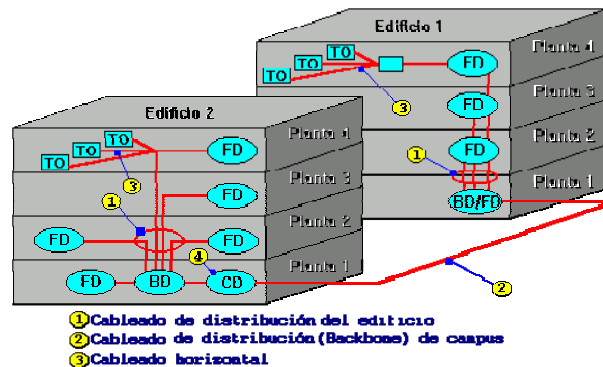 Edificio 1
TO
TO
TO
FD
Planta 4
3
FD
Planta 3
1
FD
Planta 2
BD/FD
Planta 1
Edificio 2
TO
TO
TO
FD
Planta 4
3
FD
Planta 3
1
FD
FD
Planta 2
4
FD
BD
CD
Planta 1
2
1 Cableado de distribución del edificio
2 Cableado de distribución (Backbone) de campus
3 Cableado horizontal